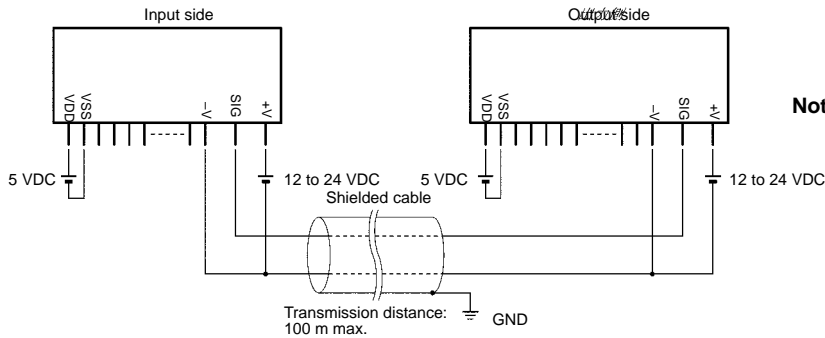 Input side
Output side
VDD
VSS
–V
SIG
+V
VDD
VSS
–V
SIG
+V
Not
5 VDC
12 to 24 VDC
5 VDC
12 to 24 VDC
Shielded cable
Transmission distance:
100 m max.
GND